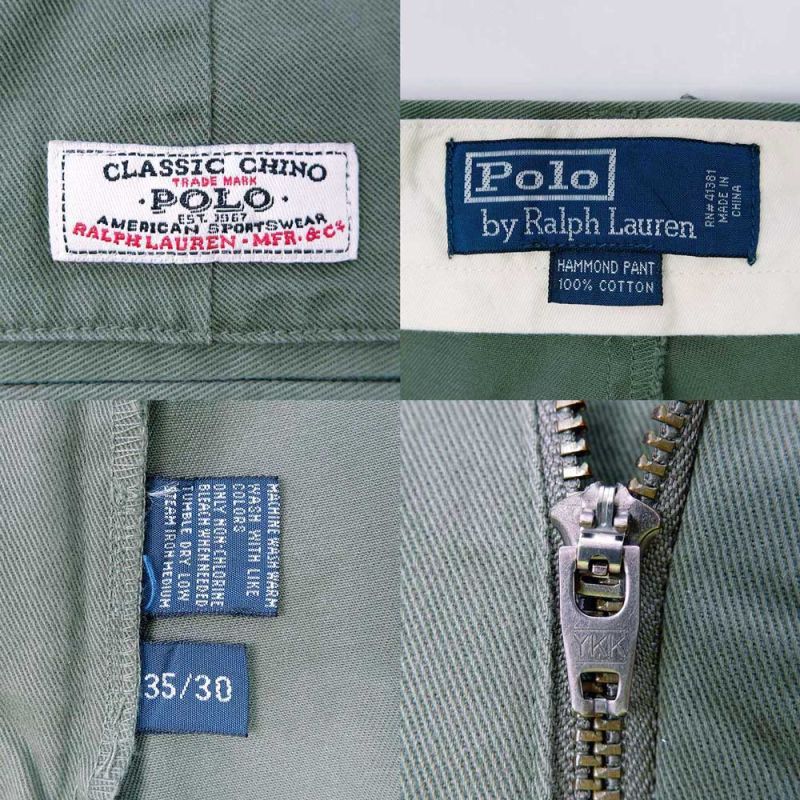 CLASSIC CHINO
TRADE MARK
·POLO·
EST. 1967
AMERICAN SPORTSWEAR
RALPH LAUREN · MFR. & Cº
Polo
by Ralph Lauren
RN# 41381
MADE IN
CHINA
HAMMOND PANT
100% COTTON
MACHINE WASH WARM
WASH WITH LIKE
COLORS
ONLY NON-CHLORINE
BLEACH WHEN NEEDED
TUMBLE DRY LOW
STEAM IRON MEDIUM
35/30
YKK